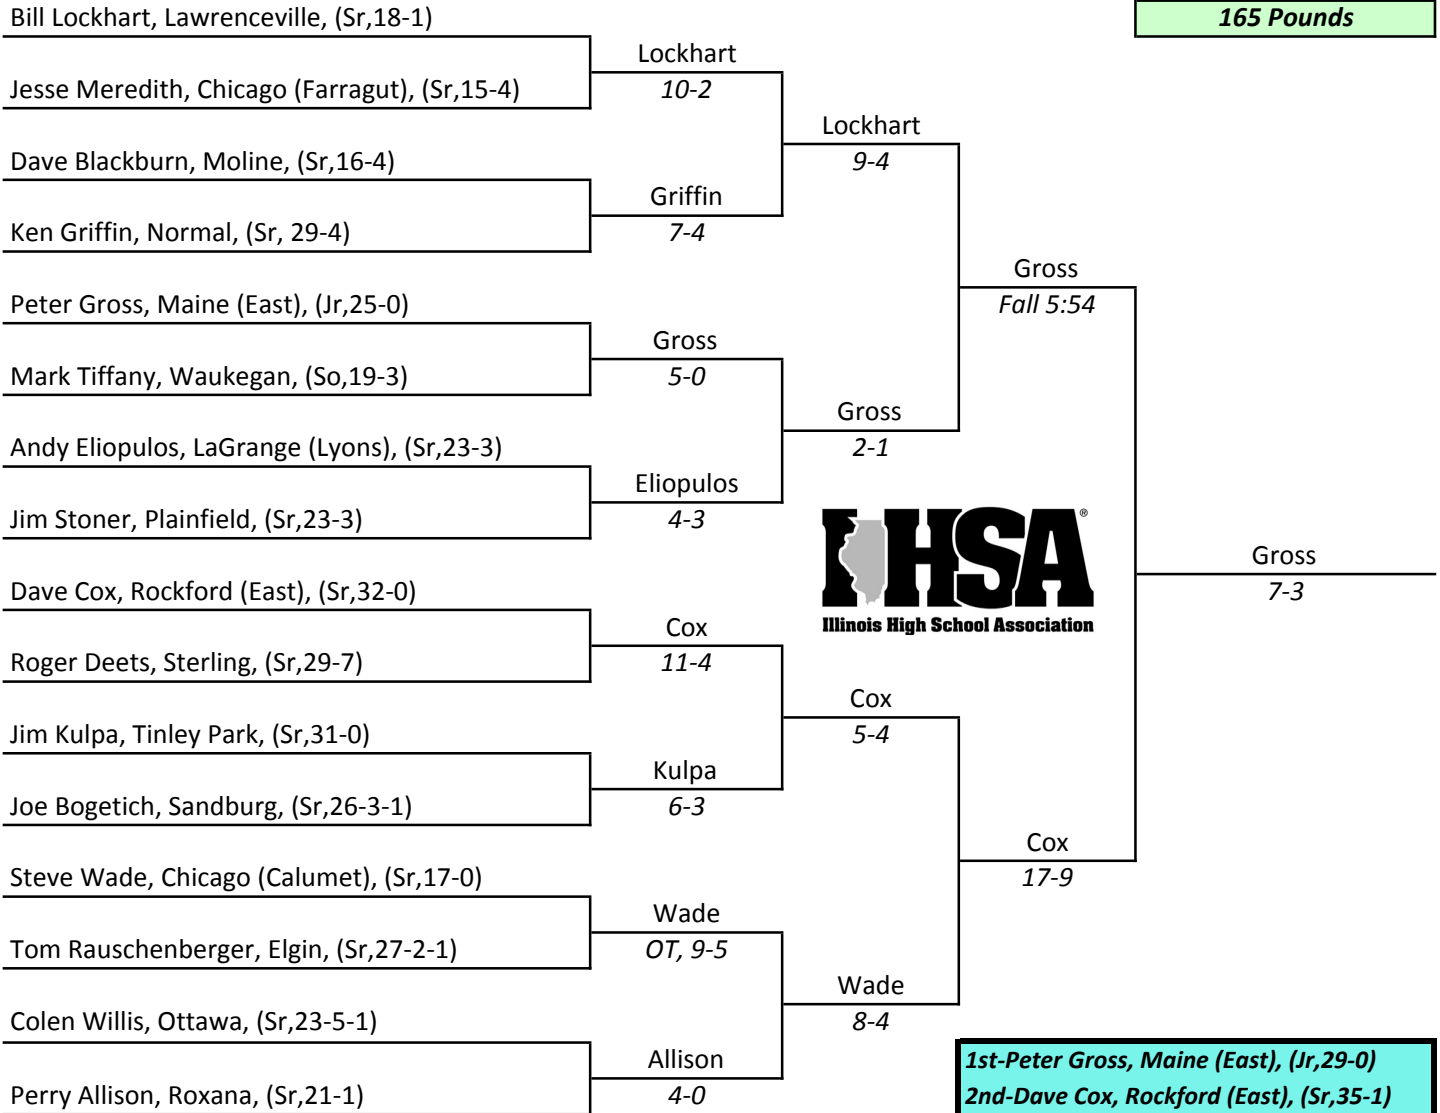 Bill Lockhart, Lawrenceville, (Sr,18-1)
165 Pounds
Lockhart
Jesse Meredith, Chicago (Farragut), (Sr,15-4)
10-2
Lockhart
Dave Blackburn, Moline, (Sr,16-4)
9-4
Griffin
Ken Griffin, Normal, (Sr, 29-4)
7-4
Gross
Peter Gross, Maine (East), (Jr,25-0)
Fall 5:54
Gross
Mark Tiffany, Waukegan, (So,19-3)
5-0
Gross
Andy Eliopulos, LaGrange (Lyons), (Sr,23-3)
2-1
Eliopulos
Jim Stoner, Plainfield, (Sr,23-3)
4-3
IHSA®
Illinois High School Association
Gross
Dave Cox, Rockford (East), (Sr,32-0)
7-3
Cox
Roger Deets, Sterling, (Sr,29-7)
11-4
Cox
Jim Kulpa, Tinley Park, (Sr,31-0)
5-4
Kulpa
Joe Bogetich, Sandburg, (Sr,26-3-1)
6-3
Cox
Steve Wade, Chicago (Calumet), (Sr,17-0)
17-9
Wade
Tom Rauschenberger, Elgin, (Sr,27-2-1)
OT, 9-5
Wade
Colen Willis, Ottawa, (Sr,23-5-1)
8-4
Allison
Perry Allison, Roxana, (Sr,21-1)
4-0
1st-Peter Gross, Maine (East), (Jr,29-0)
2nd-Dave Cox, Rockford (East), (Sr,35-1)